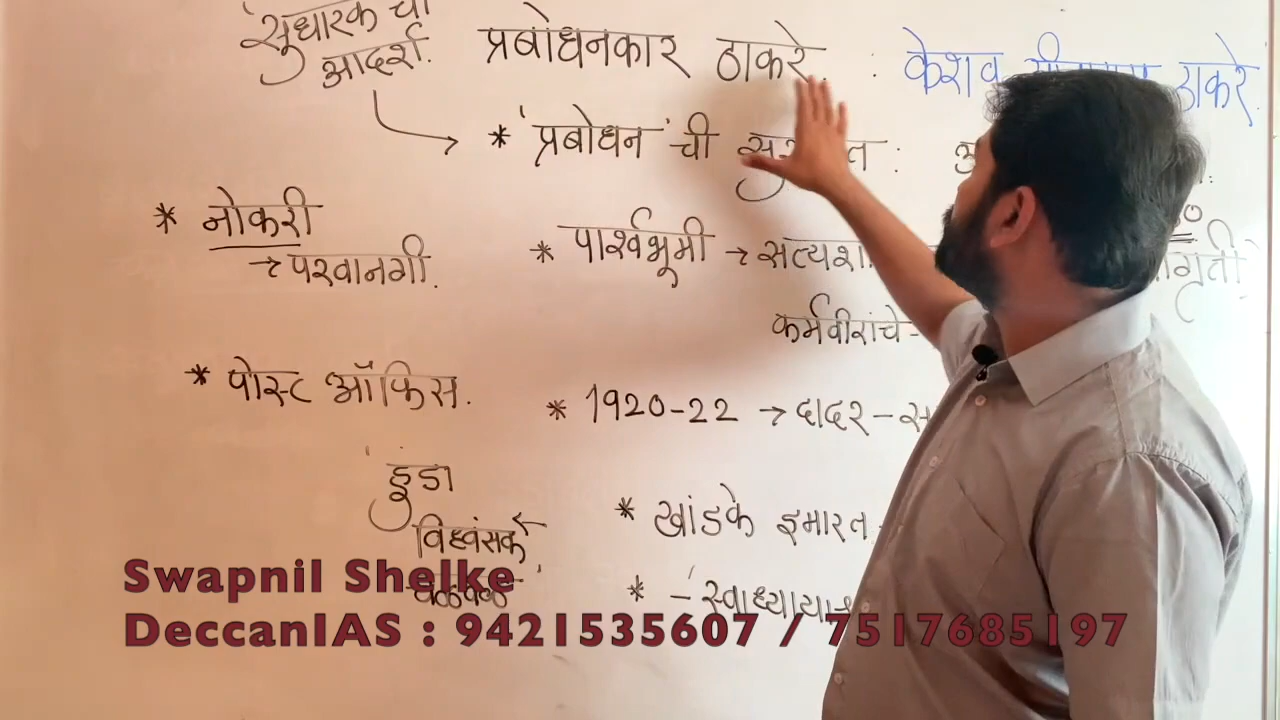 सुधारक चा
आदर्श.
प्रबोधनकार ठाकरे. : केशव ठाकरे.
* 'प्रबोधन' ची
* नोकरी
→ परवानगी.
* पार्श्वभूमी → सत्यश
कर्मवीरांचे -
* पोस्ट ऑफिस.
* 1920-22 → दादर - स
हुंडा
विध्वंसक
* खांडके इमारत
* - स्वाध्याया
Swapnil Shelke
DeccanIAS : 9421535607 / 7517685197